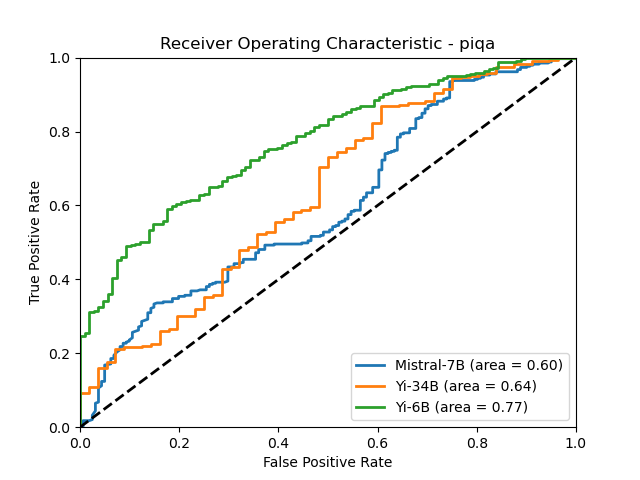 Receiver Operating Characteristic - piqa
True Positive Rate
1.0
0.8
0.6
0.4
0.2
0.0
Mistral-7B (area = 0.60)
Yi-34B (area = 0.64)
Yi-6B (area = 0.77)
0.0 0.2 0.4 0.6 0.8 1.0
False Positive Rate